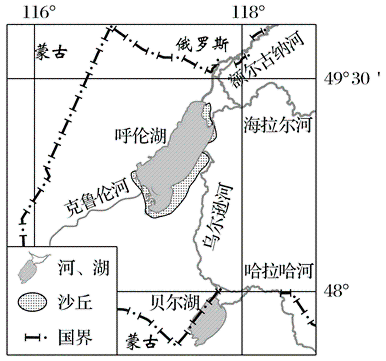 116°
118°
蒙古
俄罗斯
额尔古纳河
49°30′
呼伦湖
海拉尔河
克鲁伦河
乌尔逊河
哈拉哈河
贝尔湖
48°
蒙古
河、湖
沙丘
国界